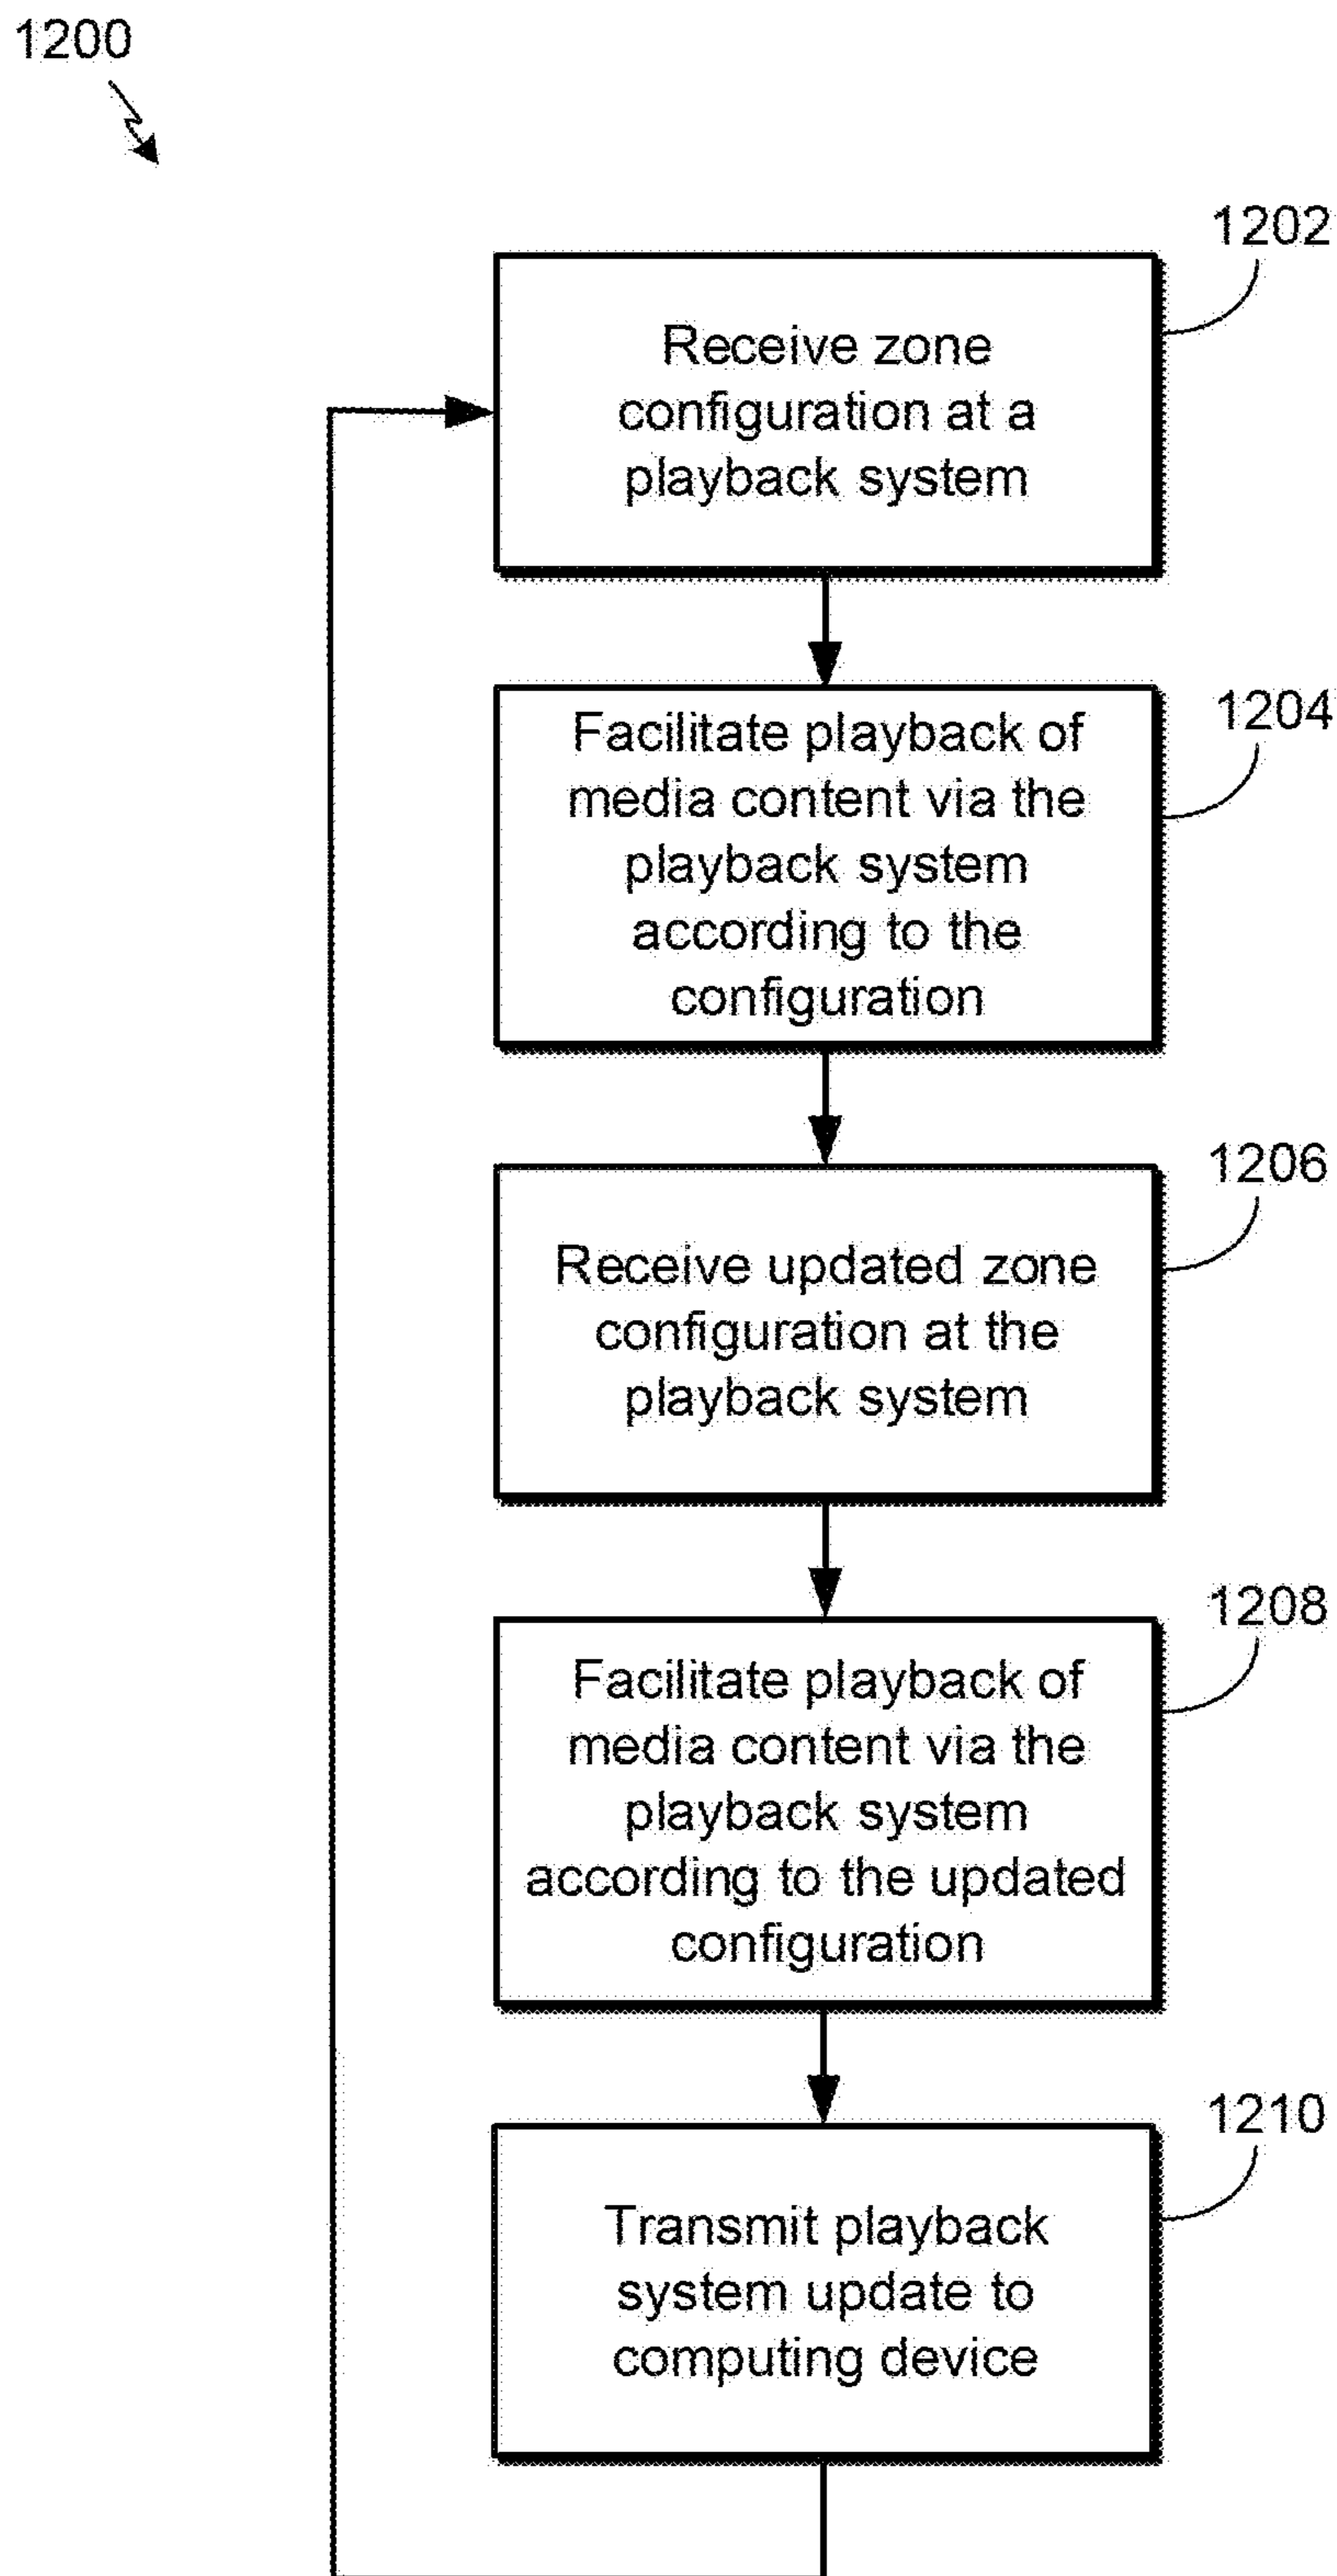 1200
1202
Receive zone
configuration at a
playback system
1204
Facilitate playback of
media content via the
playback system
according to the
configuration
1206
Receive updated zone
configuration at the
playback system
1208
Facilitate playback of
media content via the
playback system
according to the updated
configuration
1210
Transmit playback
system update to
computing device